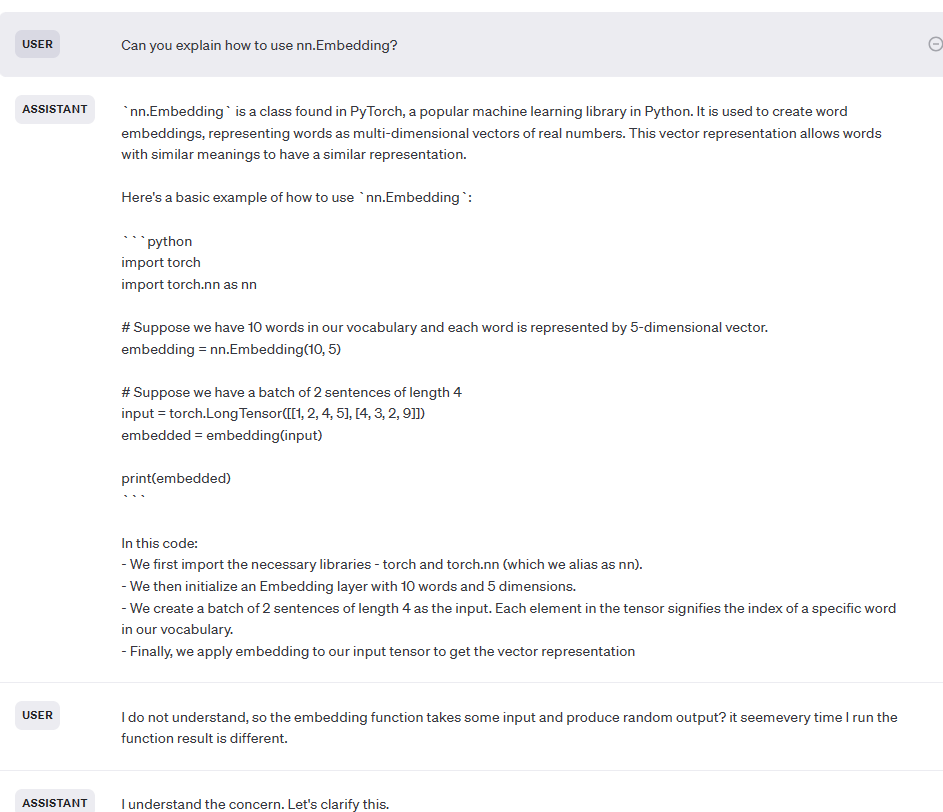 USER
Can you explain how to use nn.Embedding?
ASSISTANT
`nn.Embedding` is a class found in PyTorch, a popular machine learning library in Python. It is used to create word
embeddings, representing words as multi-dimensional vectors of real numbers. This vector representation allows words
with similar meanings to have a similar representation.
Here's a basic example of how to use `nn.Embedding`:
```python
import torch
import torch.nn as nn
# Suppose we have 10 words in our vocabulary and each word is represented by 5-dimensional vector.
embedding = nn.Embedding(10, 5)
# Suppose we have a batch of 2 sentences of length 4
input = torch.LongTensor([[1, 2, 4, 5], [4, 3, 2, 9]])
embedded = embedding(input)
print(embedded)
```
In this code:
- We first import the necessary libraries - torch and torch.nn (which we alias as nn).
- We then initialize an Embedding layer with 10 words and 5 dimensions.
- We create a batch of 2 sentences of length 4 as the input. Each element in the tensor signifies the index of a specific word
in our vocabulary.
- Finally, we apply embedding to our input tensor to get the vector representation
USER
I do not understand, so the embedding function takes some input and produce random output? it seemevery time I run the
function result is different.
ASSISTANT
I understand the concern. Let's clarify this.